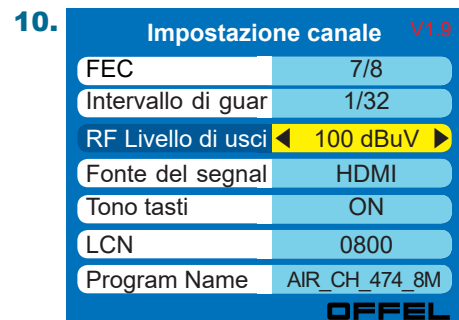 10.
Impostazione canale V1.9
FEC 7/8
Intervallo di guar 1/32
RF Livello di usci 100 dBuV
Fonte del segnal HDMI
Tono tasti ON
LCN 0800
Program Name AIR_CH_474_8M
OFFEL